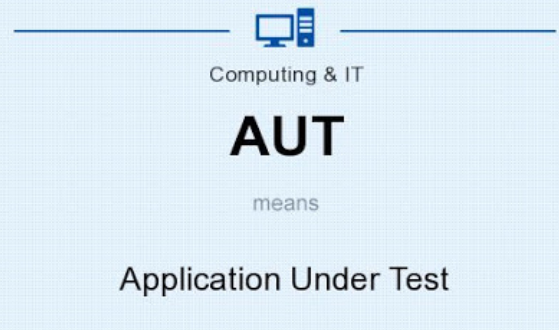 Computing & IT
AUT
means
Application Under Test